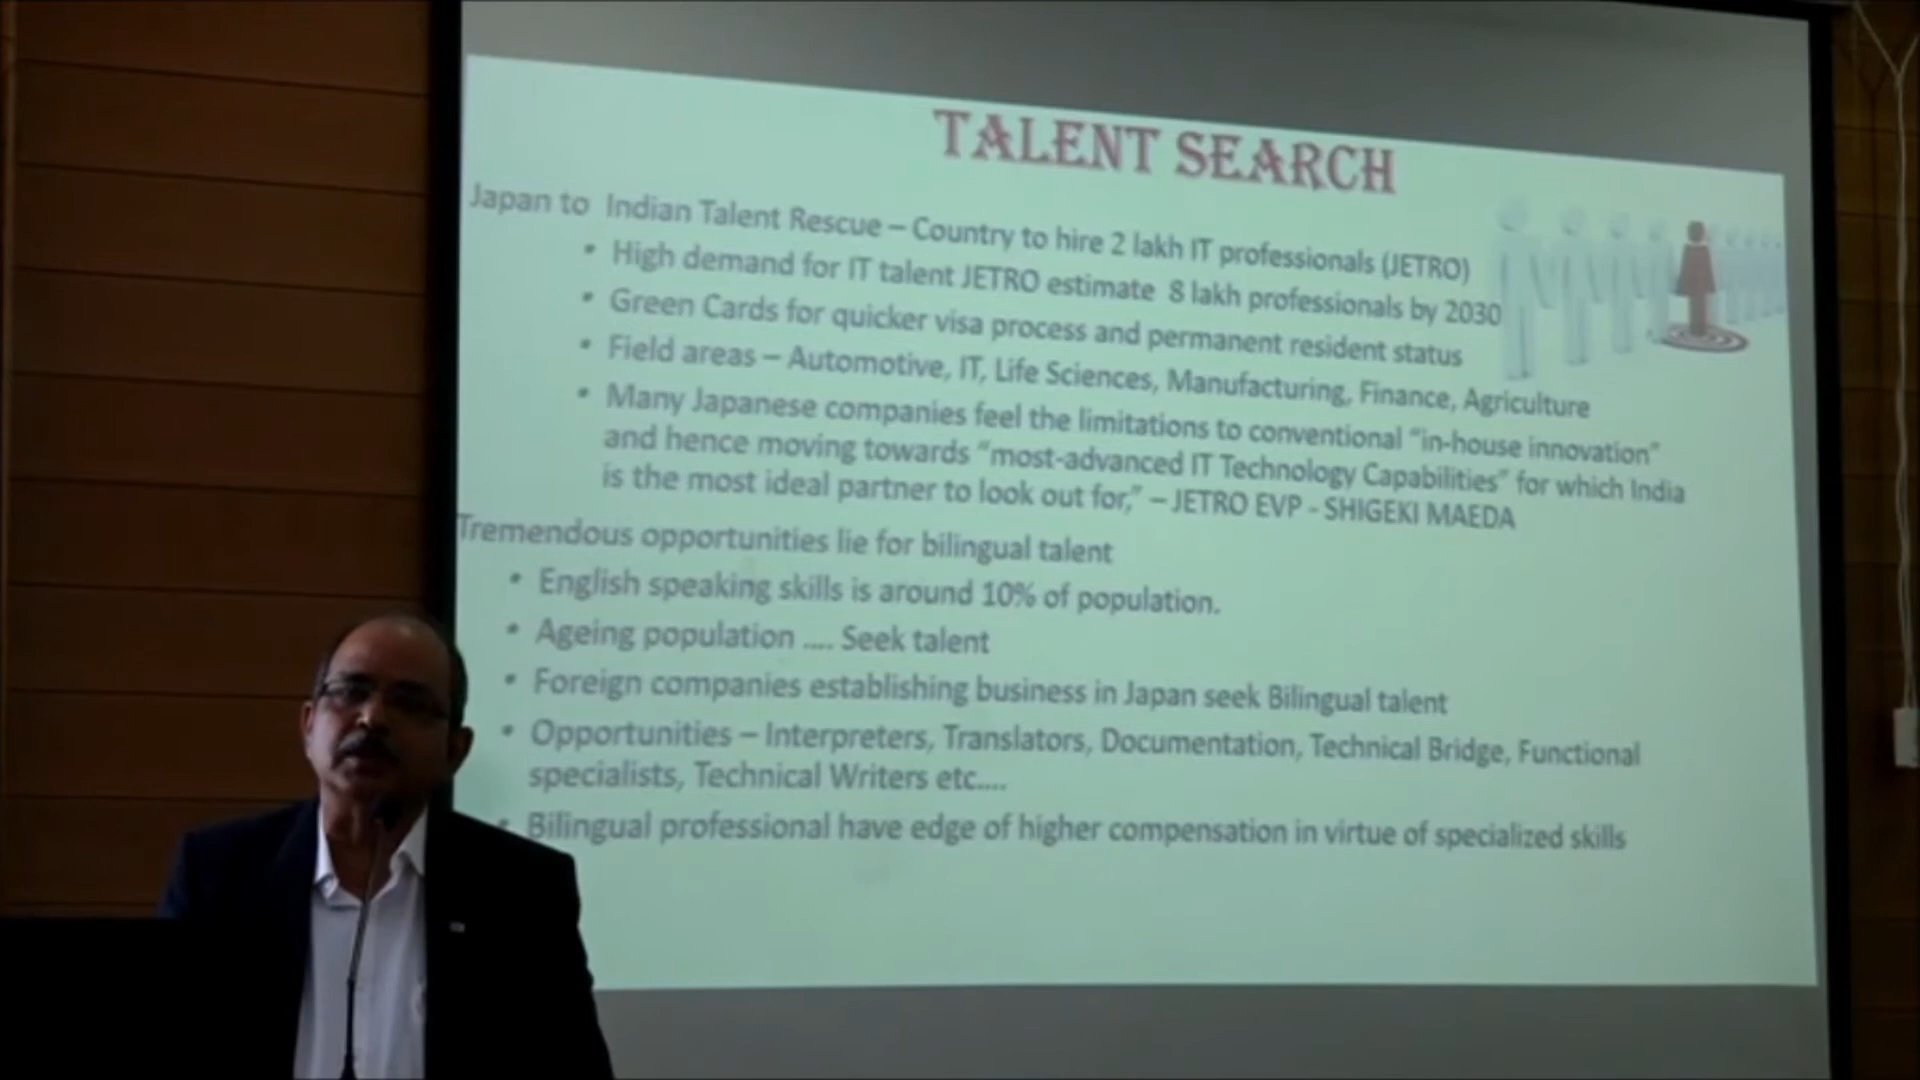 TALENT SEARCH
Japan to Indian Talent Rescue – Country to hire 2 lakh IT professionals (JETRO)
• High demand for IT talent JETRO estimate 8 lakh professionals by 2030
• Green Cards for quicker visa process and permanent resident status
• Field areas – Automotive, IT, Life Sciences, Manufacturing, Finance, Agriculture
• Many Japanese companies feel the limitations to conventional "in-house innovation"
and hence moving towards "most-advanced IT Technology Capabilities" for which India
is the most ideal partner to look out for," – JETRO EVP - SHIGEKI MAEDA
Tremendous opportunities lie for bilingual talent
• English speaking skills is around 10% of population.
• Ageing population .... Seek talent
• Foreign companies establishing business in Japan seek Bilingual talent
• Opportunities – Interpreters, Translators, Documentation, Technical Bridge, Functional
specialists, Technical Writers etc....
• Bilingual professional have edge of higher compensation in virtue of specialized skills